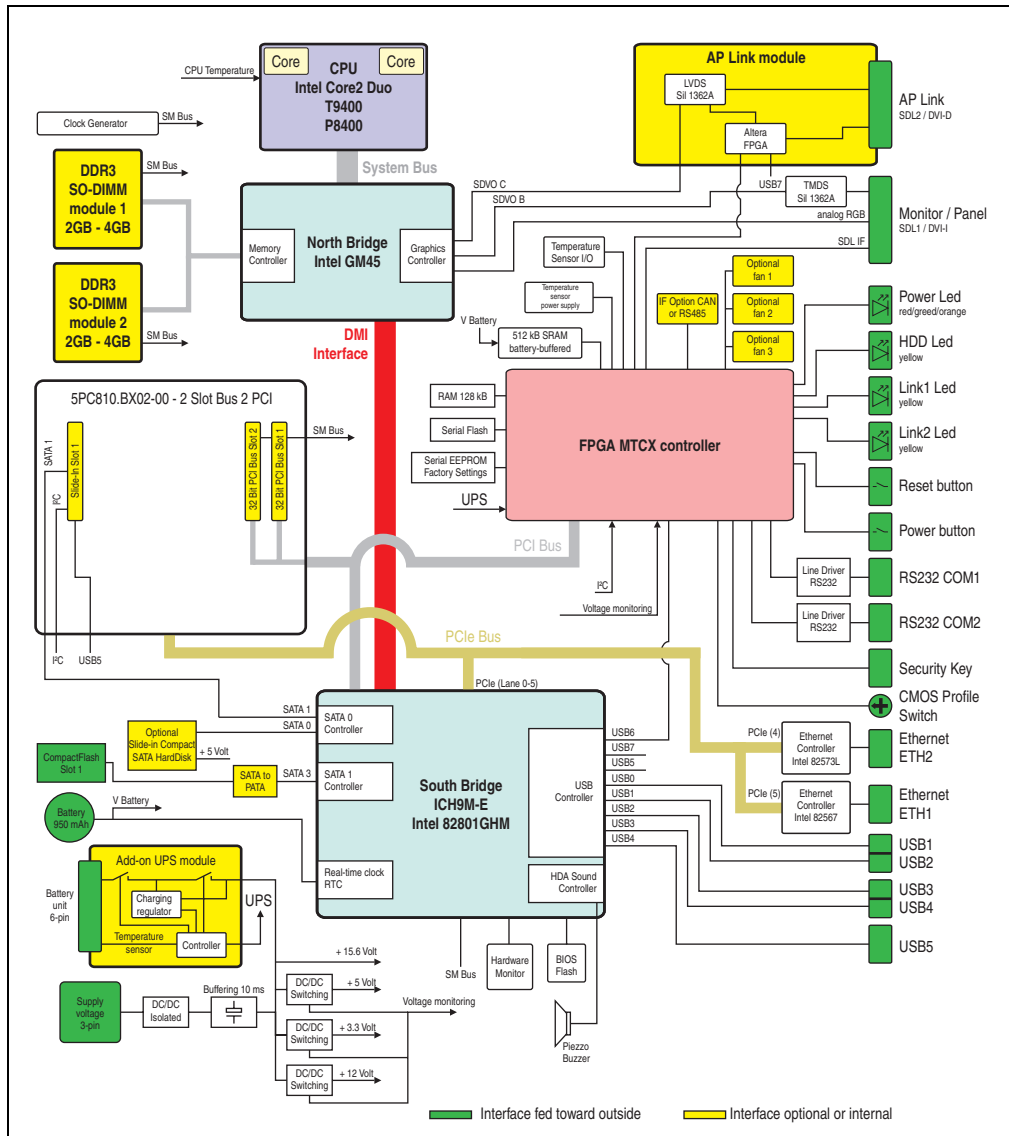 Core
Core
CPU
Intel Core2 Duo
T9400
P8400
CPU Temperature
Clock Generator
SM Bus
DDR3
SO-DIMM
module 1
2GB - 4GB
SM Bus
DDR3
SO-DIMM
module 2
2GB - 4GB
SM Bus
System Bus
Memory
Controller
North Bridge
Intel GM45
Graphics
Controller
SDVO C
SDVO B
analog RGB
SDL IF
AP Link module
LVDS
Sil 1362A
Altera
FPGA
USB7
TMDS
Sil 1362A
AP Link
SDL2 / DVI-D
Monitor / Panel
SDL1 / DVI-I
DMI
Interface
Temperature
Sensor I/O
Temperature
sensor
power supply
V Battery
512 kB SRAM
battery-buffered
IF Option CAN
or RS485
Optional
fan 1
Optional
fan 2
Optional
fan 3
RAM 128 kB
Serial Flash
Serial EEPROM
Factory Settings
UPS
FPGA MTCX controller
Power Led
red/greed/orange
HDD Led
yellow
Link1 Led
yellow
Link2 Led
yellow
Reset button
Power button
Line Driver
RS232
RS232 COM1
Line Driver
RS232
RS232 COM2
Security Key
CMOS Profile
Switch
5PC810.BX02-00 - 2 Slot Bus 2 PCI
SATA 1
I²C
Slide-In Slot 1
32 Bit PCI Bus Slot 2
32 Bit PCI Bus Slot 1
SM Bus
I²C
USB5
PCI Bus
I²C
Voltage monitoring
PCIe Bus
PCIe (Lane 0-5)
PCIe (4)
Ethernet
Controller
Intel 82573L
Ethernet
ETH2
PCIe (5)
Ethernet
Controller
Intel 82567
Ethernet
ETH1
SATA 1
SATA 0
SATA 0
Controller
Optional
Slide-in Compact
SATA HardDisk
+ 5 Volt
CompactFlash
Slot 1
SATA to
PATA
SATA 3
SATA 1
Controller
South Bridge
ICH9M-E
Intel 82801GHM
USB
Controller
USB6
USB7
USB5
USB0
USB1
USB2
USB3
USB4
USB1
USB2
USB3
USB4
USB5
V Battery
Battery
950 mAh
Real-time clock
RTC
HDA Sound
Controller
Add-on UPS module
Battery
unit
6-pin
Charging
regulator
Temperature
sensor
Controller
UPS
SM Bus
Hardware
Monitor
BIOS
Flash
Piezzo
Buzzer
+ 15.6 Volt
DC/DC
Switching
+ 5 Volt
Voltage monitoring
Supply
voltage
3-pin
DC/DC
Isolated
Buffering 10 ms
DC/DC
Switching
+ 3.3 Volt
DC/DC
Switching
+ 12 Volt
Interface fed toward outside
Interface optional or internal